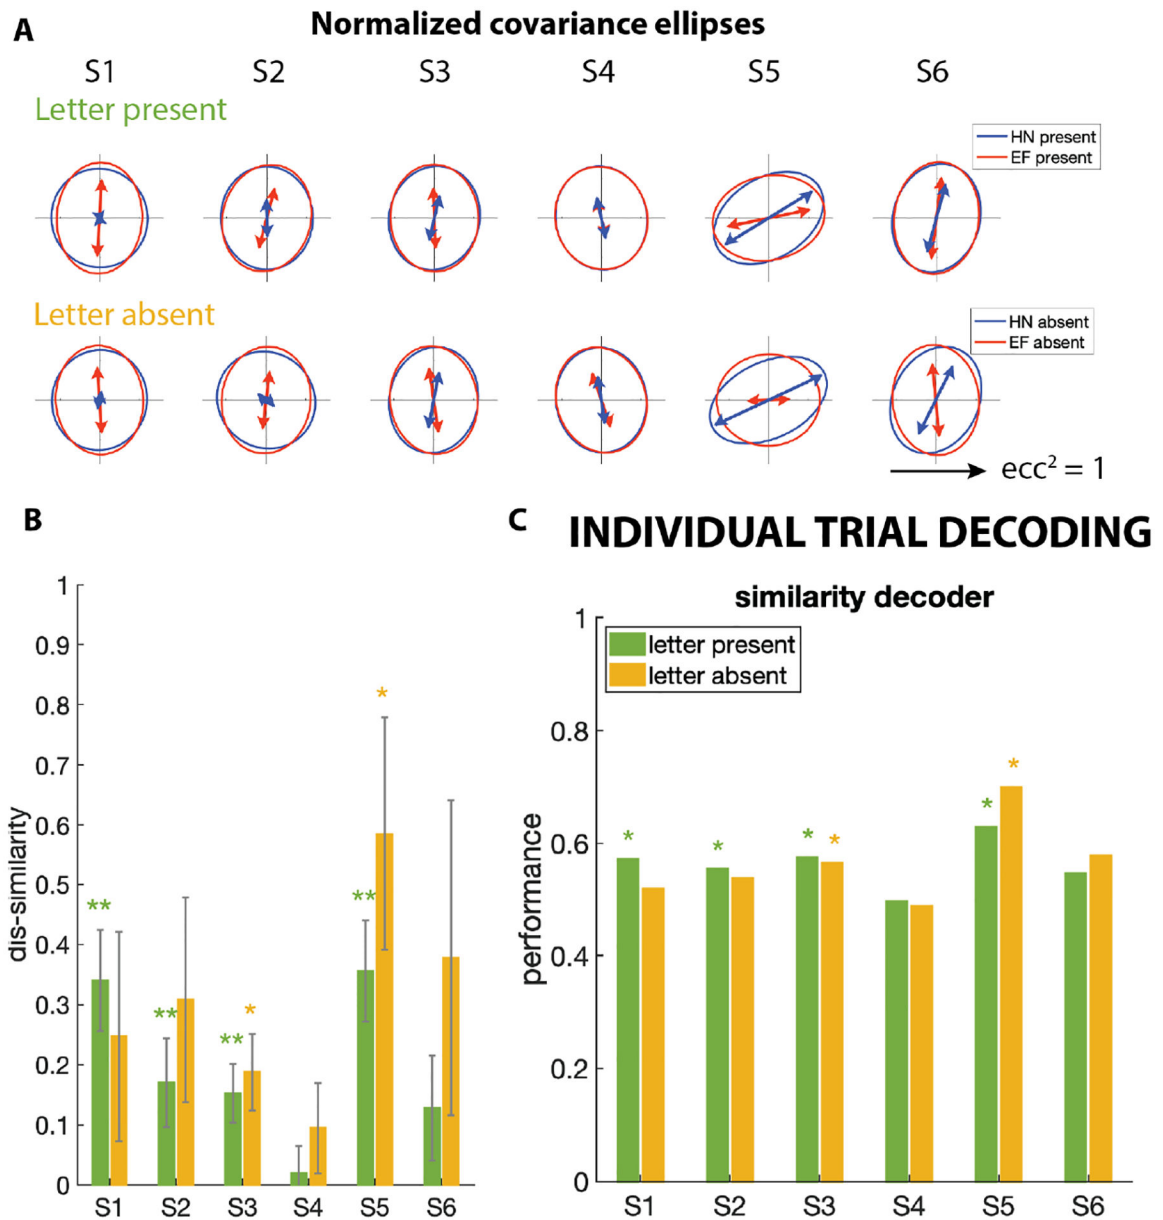 A
Normalized covariance ellipses
S1 S2 S3 S4 S5 S6
Letter present
HN present
EF present
Letter absent
HN absent
EF absent
ecc² = 1
B
C
INDIVIDUAL TRIAL DECODING
similarity decoder
letter present
letter absent
dis-similarity
1
0.9
0.8
0.7
0.6
0.5
0.4
0.3
0.2
0.1
0
**
**
**
*
**
*
S1 S2 S3 S4 S5 S6
performance
1
0.8
0.6
0.4
0.2
0
*
*
*
*
*
*
S1 S2 S3 S4 S5 S6